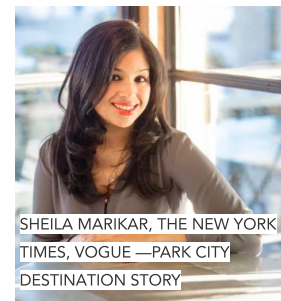 SHEILA MARIKAR, THE NEW YORK
TIMES, VOGUE —PARK CITY
DESTINATION STORY